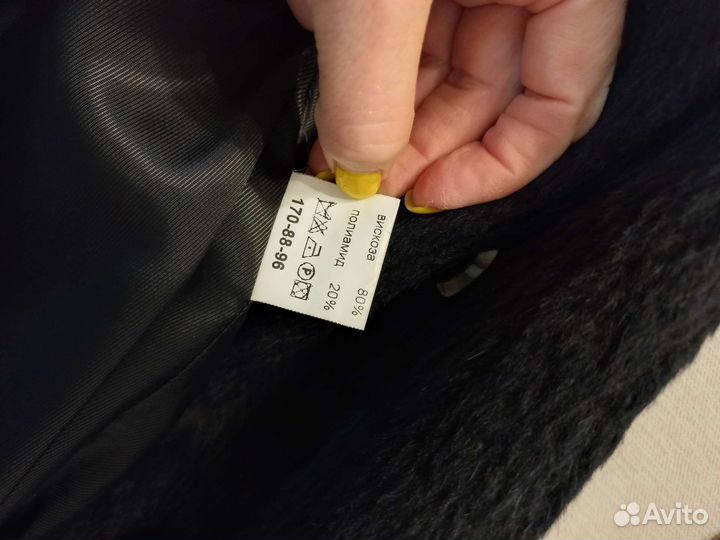 вискоза 80%
полиамид 20%
P
170-88-96
Avito